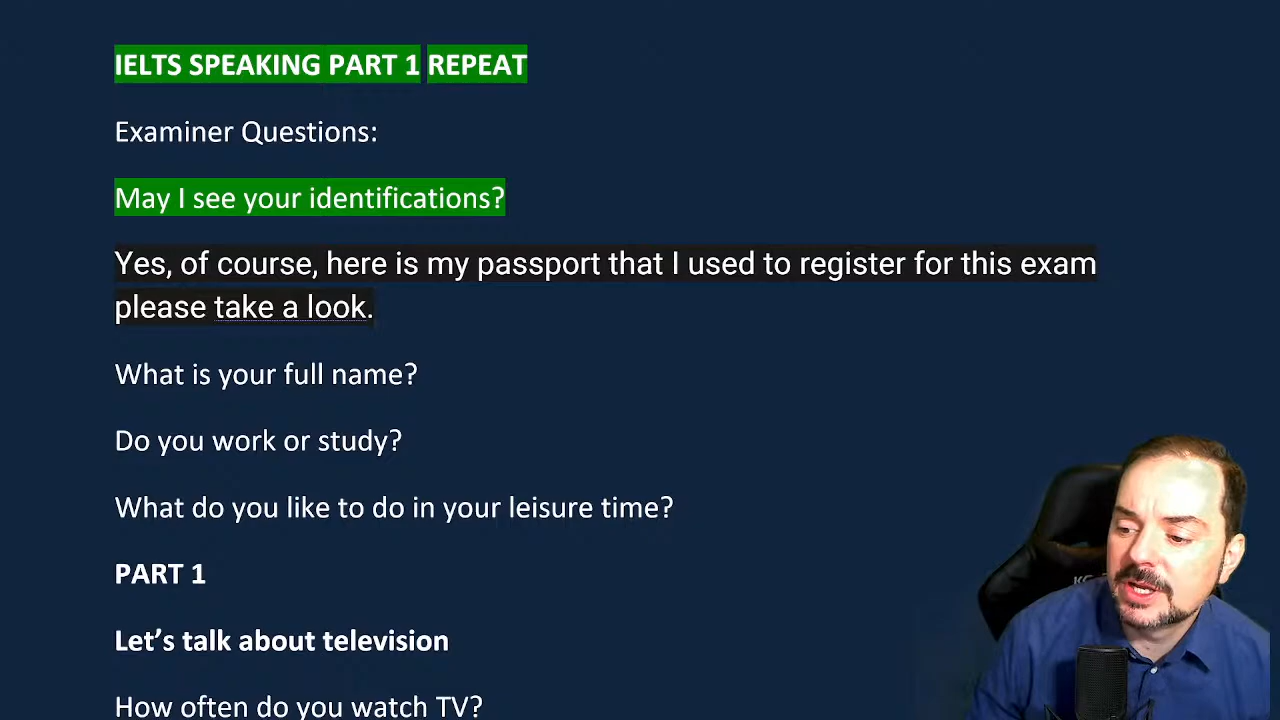 IELTS SPEAKING PART 1 REPEAT
Examiner Questions:
May I see your identifications?
Yes, of course, here is my passport that I used to register for this exam
please take a look.
What is your full name?
Do you work or study?
What do you like to do in your leisure time?
PART 1
Let’s talk about television
How often do you watch TV?